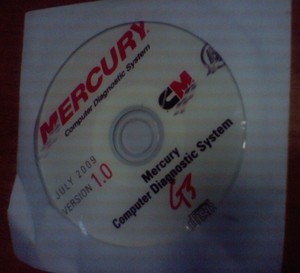 MERCURY
Computer Diagnostic System
CM
JULY 2009
VERSION 1.0
Mercury
Computer Diagnostic System
G3